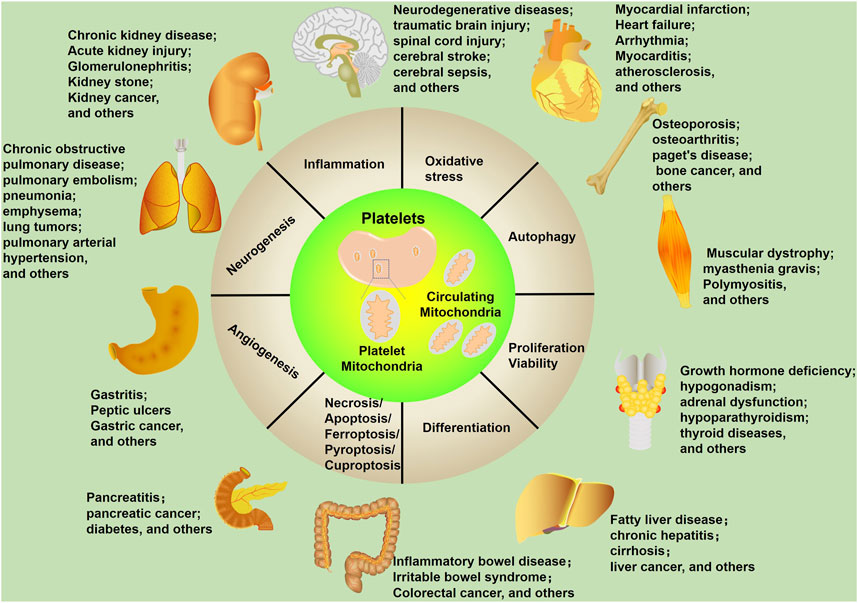 Neurodegenerative diseases;
traumatic brain injury;
spinal cord injury;
cerebral stroke;
cerebral sepsis,
and others
Myocardial infarction;
Heart failure;
Arrhythmia;
Myocarditis;
atherosclerosis,
and others
Chronic kidney disease;
Acute kidney injury;
Glomerulonephritis;
Kidney stone;
Kidney cancer,
and others
Osteoporosis;
osteoarthritis;
paget's disease;
bone cancer, and
others
Chronic obstructive
pulmonary disease;
pulmonary embolism;
pneumonia;
emphysema;
lung tumors;
pulmonary arterial
hypertension,
and others
Inflammation
Oxidative
stress
Neurogenesis
Autophagy
Platelets
Circulating
Mitochondria
Platelet
Mitochondria
Angiogenesis
Proliferation
Viability
Necrosis/
Apoptosis/
Ferroptosis/
Pyroptosis/
Cuproptosis
Differentiation
Muscular dystrophy;
myasthenia gravis;
Polymyositis,
and others
Growth hormone deficiency;
hypogonadism;
adrenal dysfunction;
hypoparathyroidism;
thyroid diseases,
and others
Gastritis;
Peptic ulcers
Gastric cancer,
and others
Pancreatitis;
pancreatic cancer;
diabetes, and others
Inflammatory bowel disease;
Irritable bowel syndrome;
Colorectal cancer, and others
Fatty liver disease;
chronic hepatitis;
cirrhosis;
liver cancer, and others